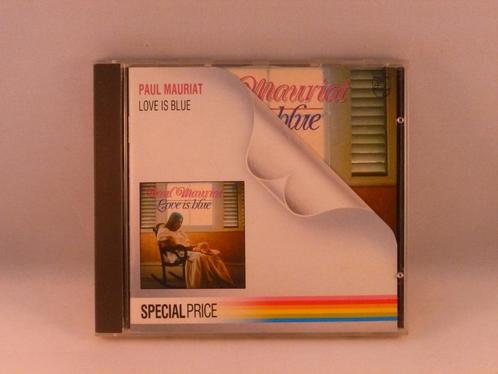 PAUL MAURIAT
LOVE IS BLUE
Mauriat
blue
Paul Mauriat
Love is blue
SPECIAL PRICE